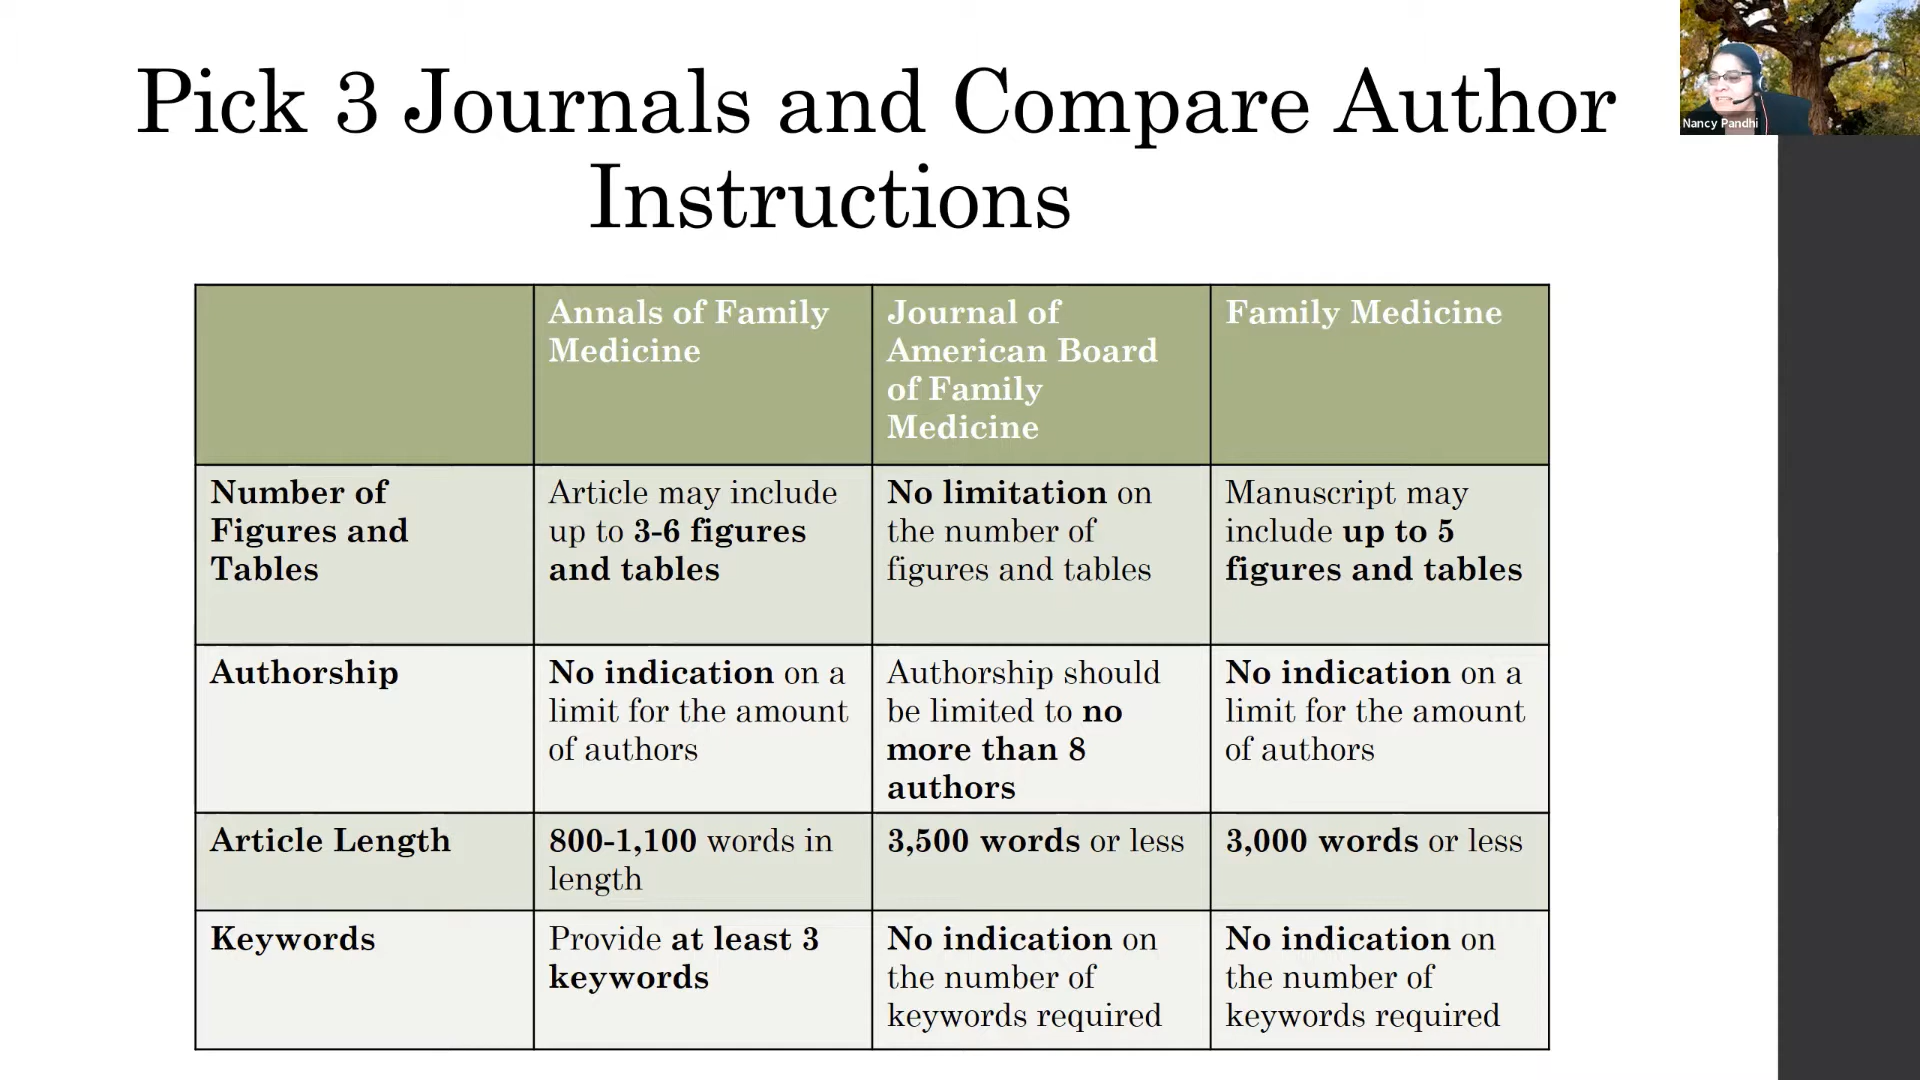 Pick 3 Journals and Compare Author
Instructions
Nancy Pandhi
Annals of Family
Medicine
Journal of
American Board
of Family
Medicine
Family Medicine
Number of
Figures and
Tables
Article may include
up to 3-6 figures
and tables
No limitation on
the number of
figures and tables
Manuscript may
include up to 5
figures and tables
Authorship
No indication on a
limit for the amount
of authors
Authorship should
be limited to no
more than 8
authors
No indication on a
limit for the amount
of authors
Article Length
800-1,100 words in
length
3,500 words or less
3,000 words or less
Keywords
Provide at least 3
keywords
No indication on
the number of
keywords required
No indication on
the number of
keywords required